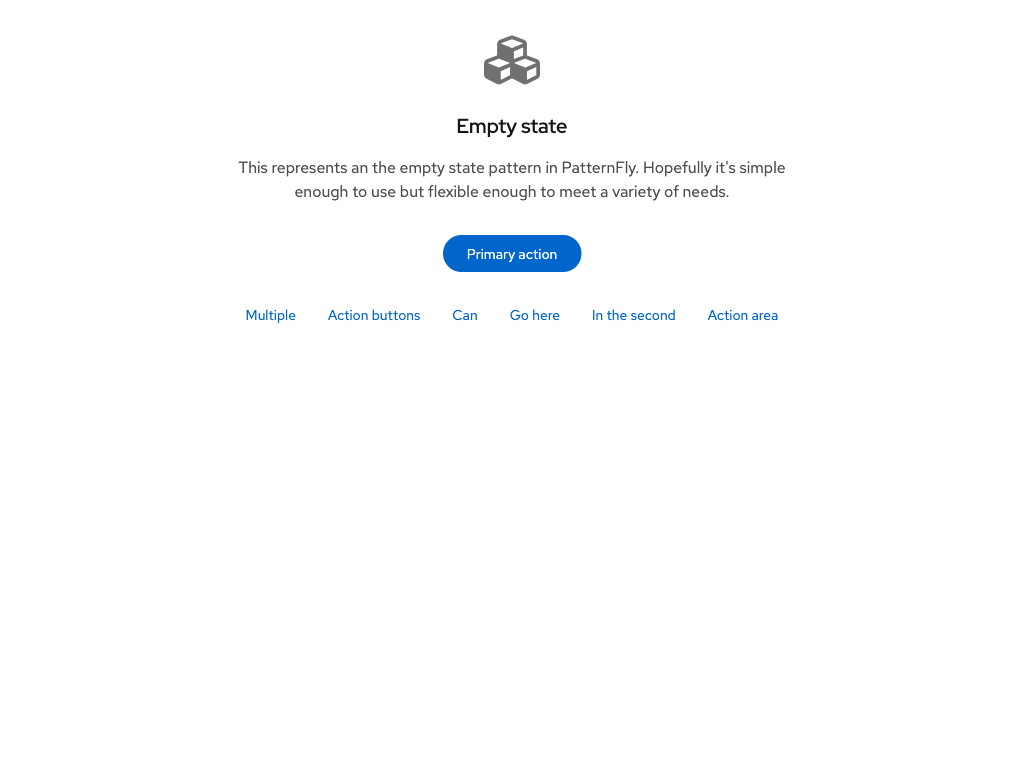 Empty state
This represents an the empty state pattern in PatternFly. Hopefully it's simple
enough to use but flexible enough to meet a variety of needs.
Primary action
Multiple Action buttons Can Go here In the second Action area